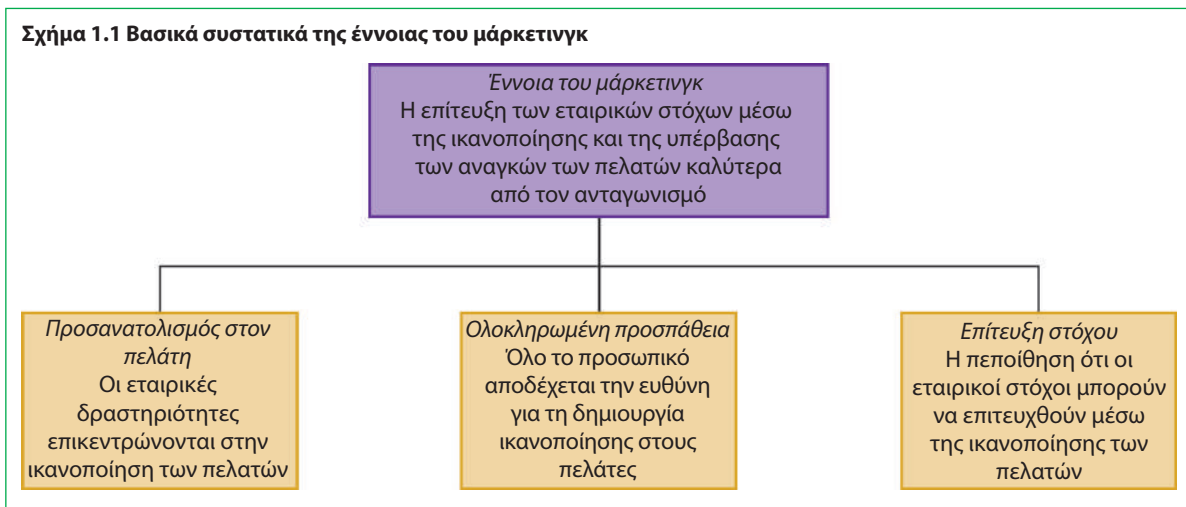 Σχήμα 1.1 Βασικά συστατικά της έννοιας του μάρκετινγκ
Έννοια του μάρκετινγκ
Η επίτευξη των εταιρικών στόχων μέσω
της ικανοποίησης και της υπέρβασης
των αναγκών των πελατών καλύτερα
από τον ανταγωνισμό
Προσανατολισμός στον
πελάτη
Οι εταιρικές
δραστηριότητες
επικεντρώνονται στην
ικανοποίηση των πελατών
Ολοκληρωμένη προσπάθεια
Όλο το προσωπικό
αποδέχεται την ευθύνη
για τη δημιουργία
ικανοποίησης στους
πελάτες
Επίτευξη στόχου
Η πεποίθηση ότι οι
εταιρικοί στόχοι μπορούν
να επιτευχθούν μέσω
της ικανοποίησης των
πελατών